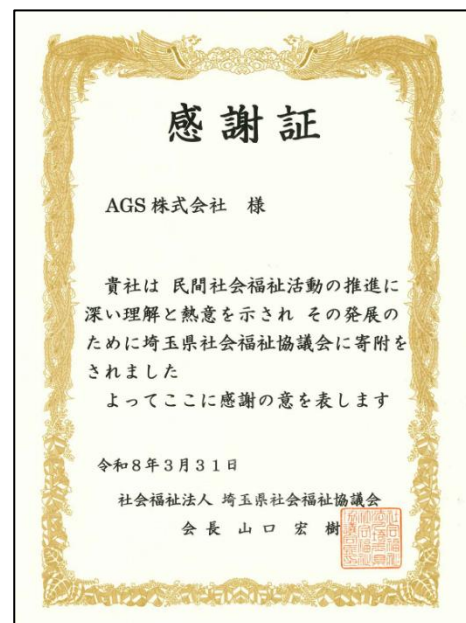 感謝証
AGS株式会社　様
貴社は 民間社会福祉活動の推進に
深い理解と熱意を示され その発展の
ために埼玉県社会福祉協議会に寄附を
されました
よってここに感謝の意を表します
令和8年3月31日
社会福祉法人 埼玉県社会福祉協議会
会長 山口宏樹